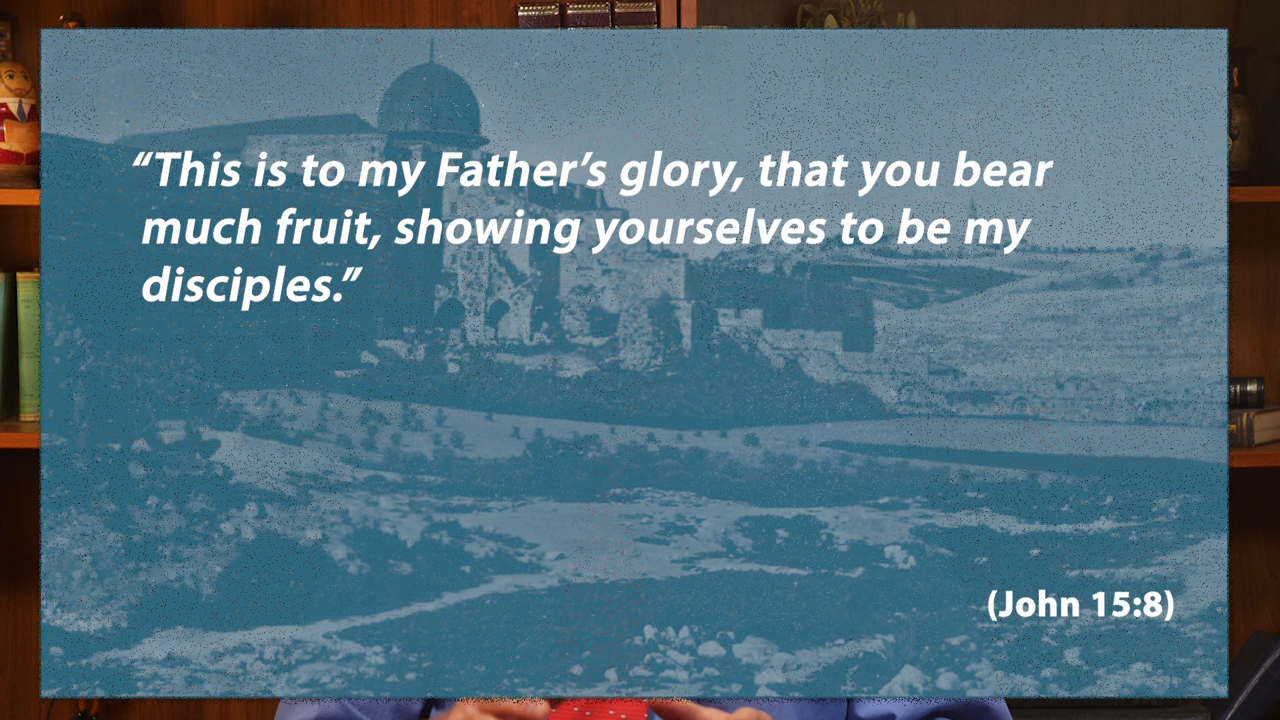 “This is to my Father’s glory, that you bear
much fruit, showing yourselves to be my
disciples.”
(John 15:8)